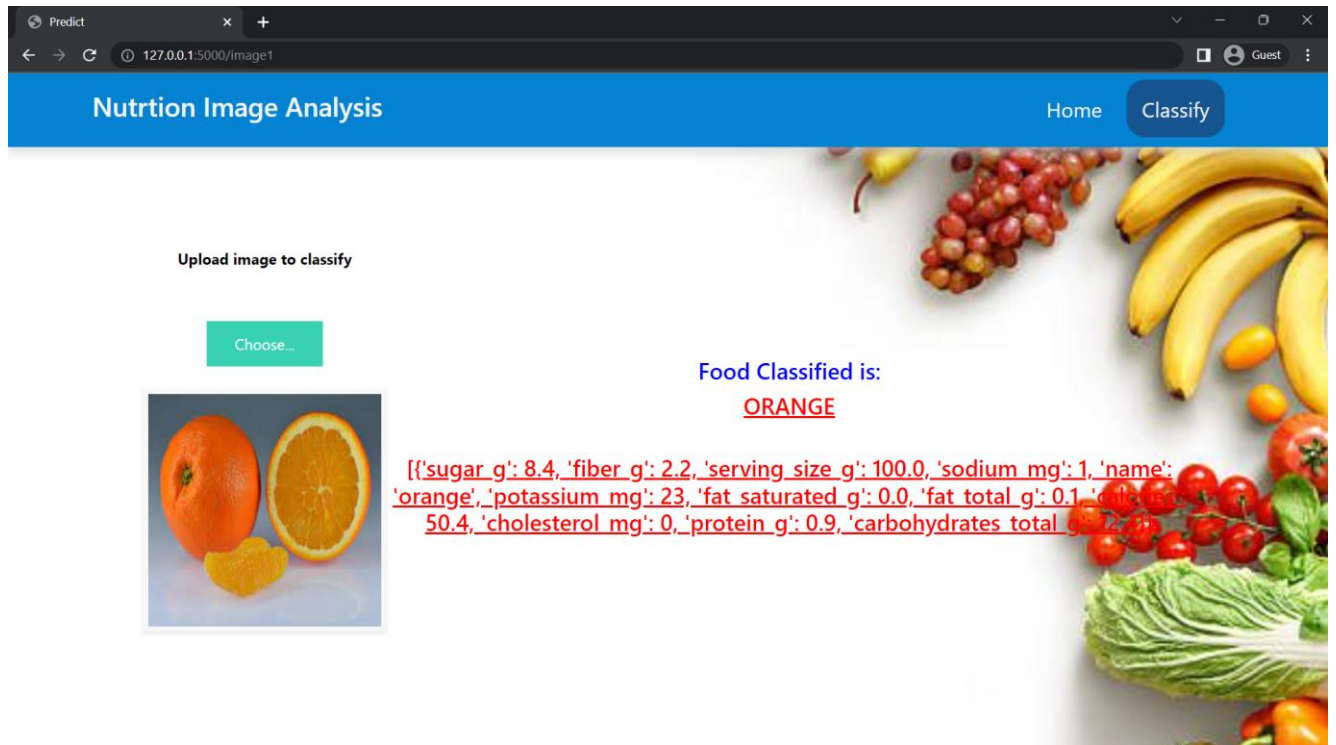 Predict
127.0.0.1:5000/image1
Guest
Nutrtion Image Analysis
Home
Classify
Upload image to classify
Choose...
Food Classified is:
ORANGE
[{'sugar_g': 8.4, 'fiber_g': 2.2, 'serving_size_g': 100.0, 'sodium_mg': 1, 'name':
'orange', 'potassium_mg': 23, 'fat_saturated_g': 0.0, 'fat_total_g': 0.1,
50.4, 'cholesterol_mg': 0, 'protein_g': 0.9, 'carbohydrates_total_g':